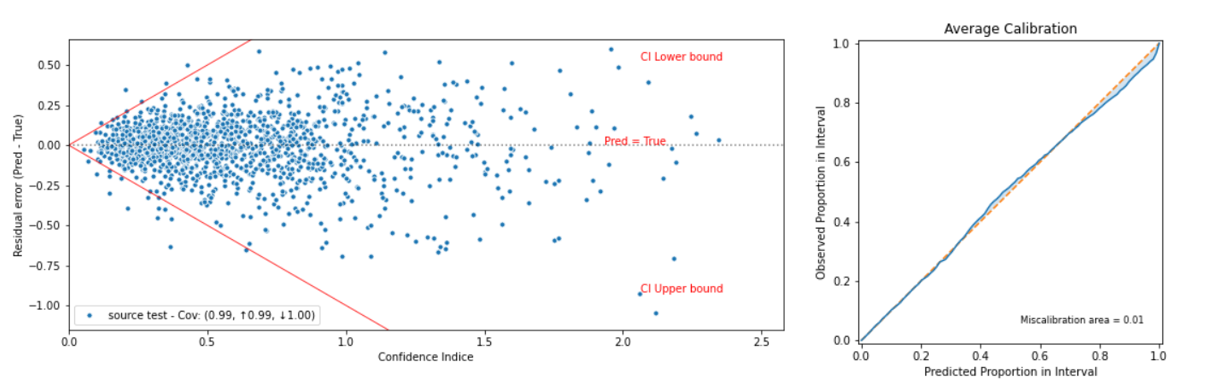 CI Lower bound
0.50
0.25
Pred = True
0.00
−0.25
−0.50
−0.75
CI Upper bound
−1.00
source test - Cov: (0.99, ↑0.99, ↓1.00)
Residual error (Pred - True)
0.0 0.5 1.0 1.5 2.0 2.5
Confidence Indice
Average Calibration
1.0
0.8
0.6
0.4
0.2
0.0
Miscalibration area = 0.01
Observed Proportion in Interval
0.0 0.2 0.4 0.6 0.8 1.0
Predicted Proportion in Interval